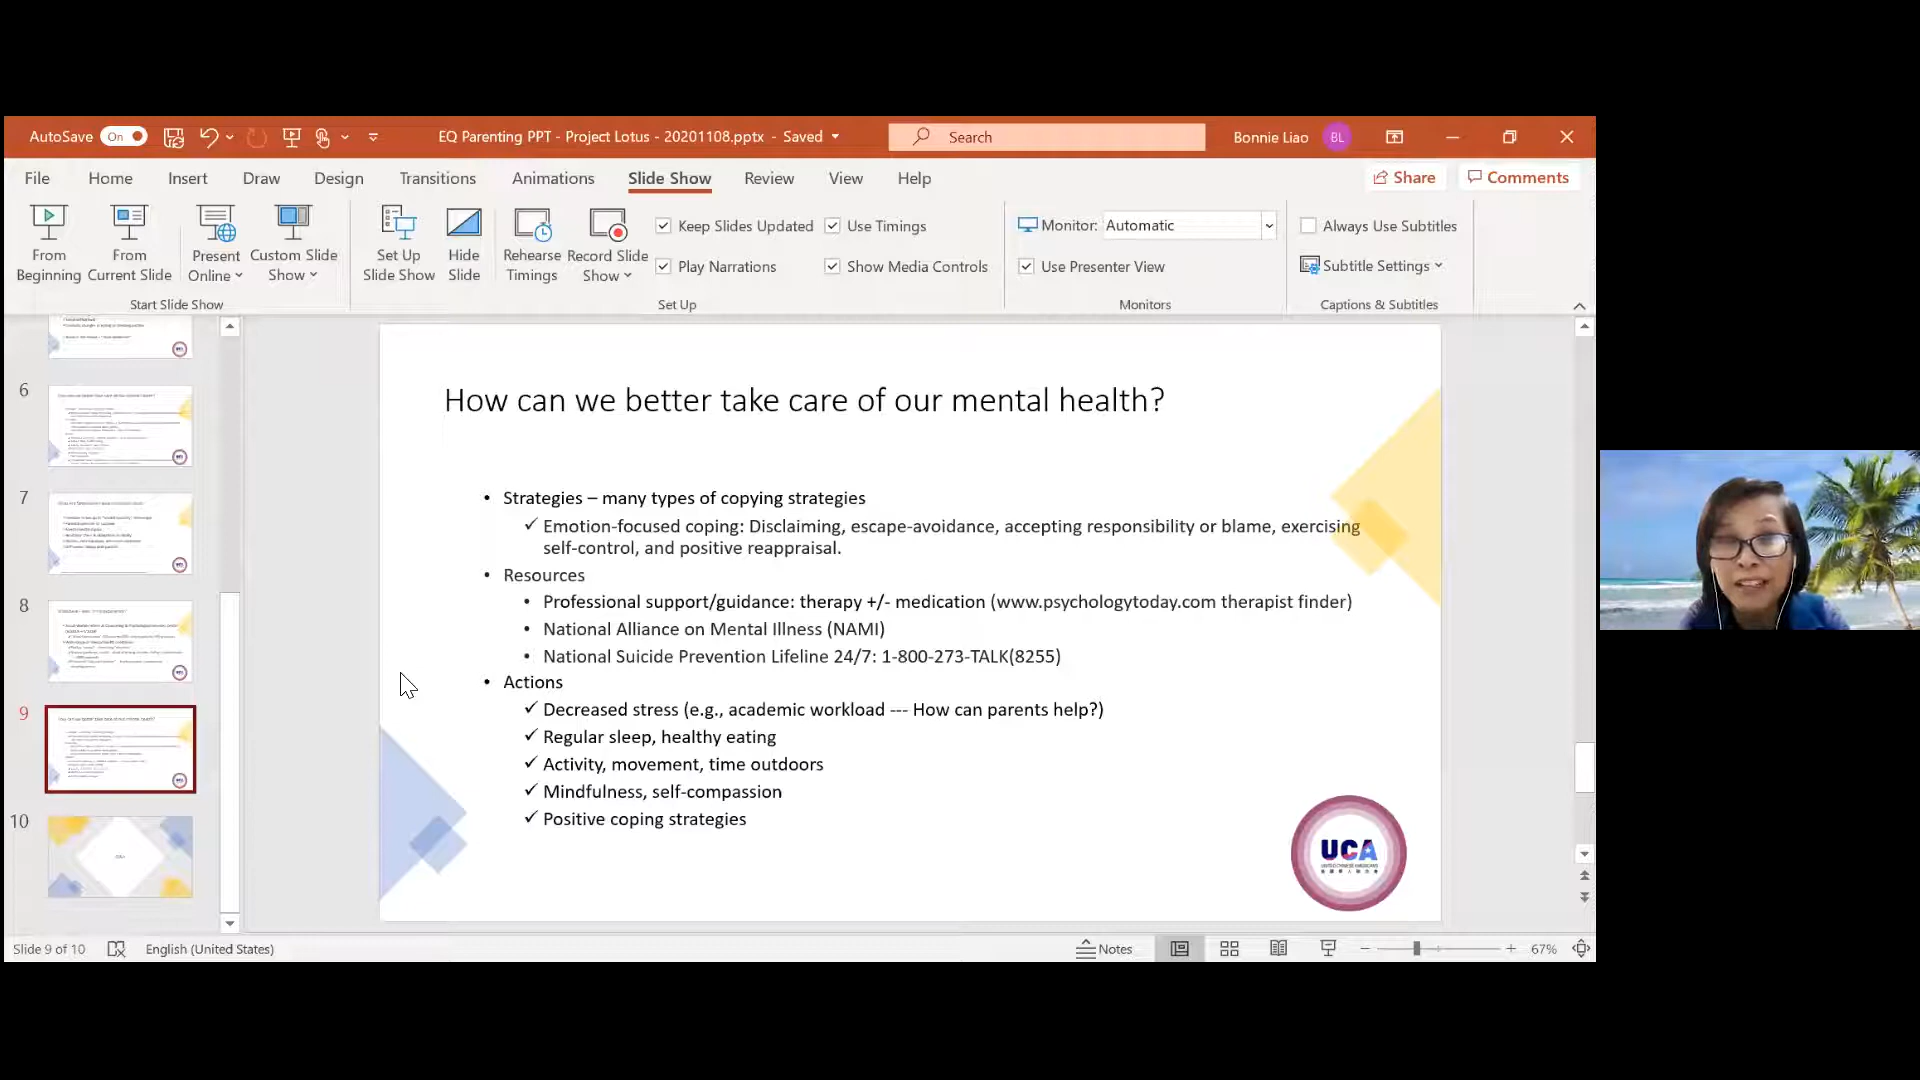 AutoSave On
EQ Parenting PPT - Project Lotus - 20201108.pptx - Saved
Search
Bonnie Liao BL
File Home Insert Draw Design Transitions Animations Slide Show Review View Help
Share Comments
From Beginning
From Current Slide
Present Online
Custom Slide Show
Start Slide Show
Set Up Slide Show
Hide Slide
Rehearse Timings
Record Slide Show
Keep Slides Updated
Use Timings
Play Narrations
Show Media Controls
Set Up
Monitor: Automatic
Use Presenter View
Monitors
Always Use Subtitles
Subtitle Settings
Captions & Subtitles
6
7
8
9
10
How can we better take care of our mental health?
• Strategies – many types of copying strategies
✓ Emotion-focused coping: Disclaiming, escape-avoidance, accepting responsibility or blame, exercising
self-control, and positive reappraisal.
• Resources
• Professional support/guidance: therapy +/- medication (www.psychologytoday.com therapist finder)
• National Alliance on Mental Illness (NAMI)
• National Suicide Prevention Lifeline 24/7: 1-800-273-TALK(8255)
• Actions
✓ Decreased stress (e.g., academic workload --- How can parents help?)
✓ Regular sleep, healthy eating
✓ Activity, movement, time outdoors
✓ Mindfulness, self-compassion
✓ Positive coping strategies
UCA
Slide 9 of 10
English (United States)
Notes
67%